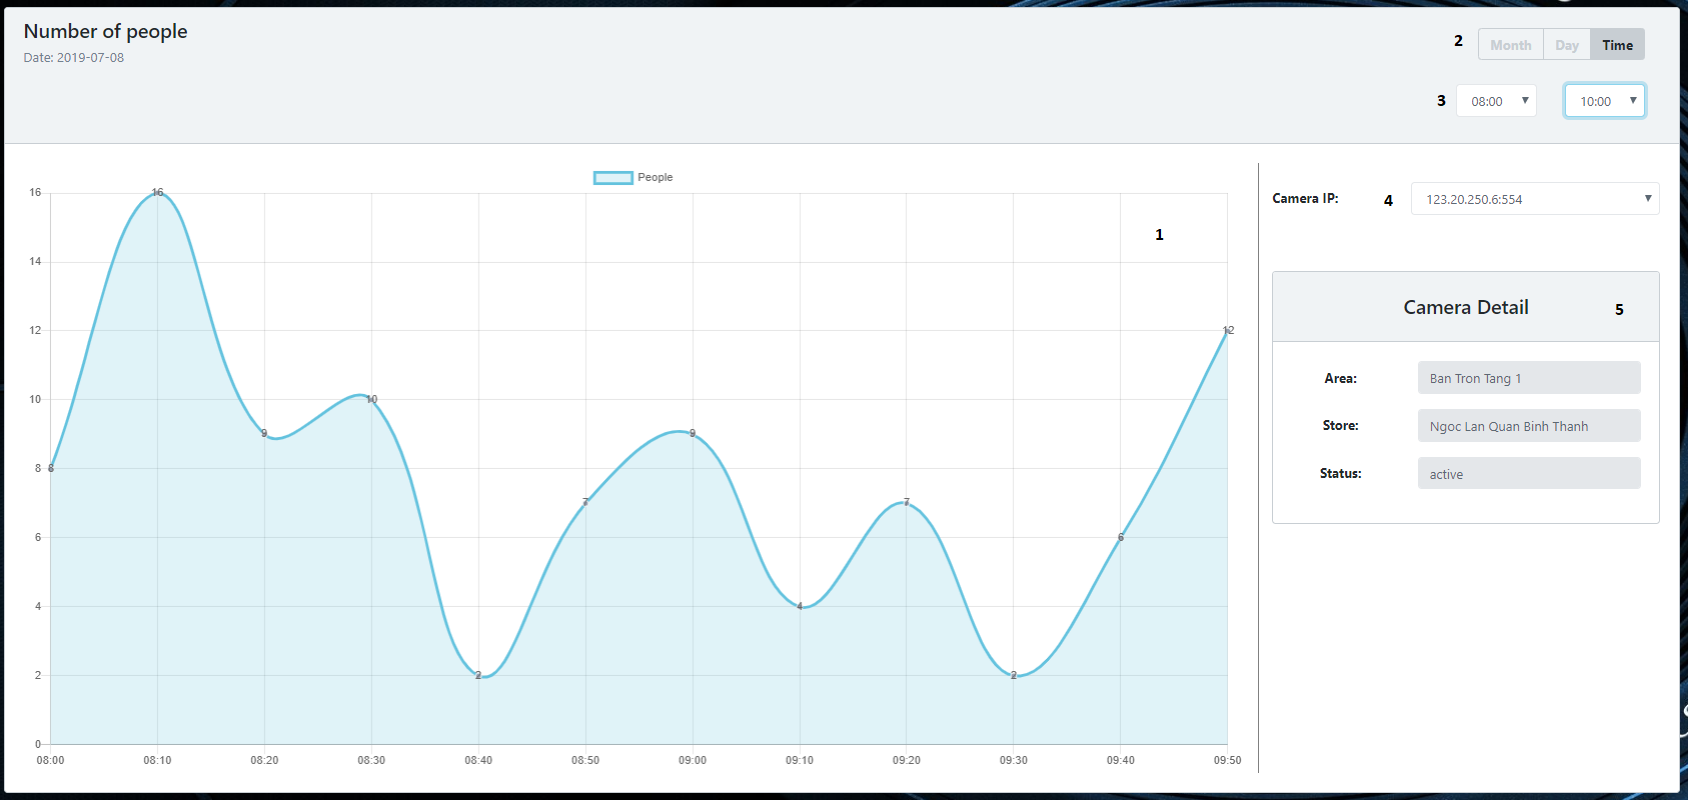 Number of people
Date: 2019-07-08
2 Month Day Time
3 08:00 10:00
People
1
16
14
12
10
8
6
4
2
0
8 16 9 10 2 7 9 4 7 2 6 12
08:00 08:10 08:20 08:30 08:40 08:50 09:00 09:10 09:20 09:30 09:40 09:50
Camera IP: 4 123.20.250.6:554
Camera Detail 5
Area: Ban Tron Tang 1
Store: Ngoc Lan Quan Binh Thanh
Status: active